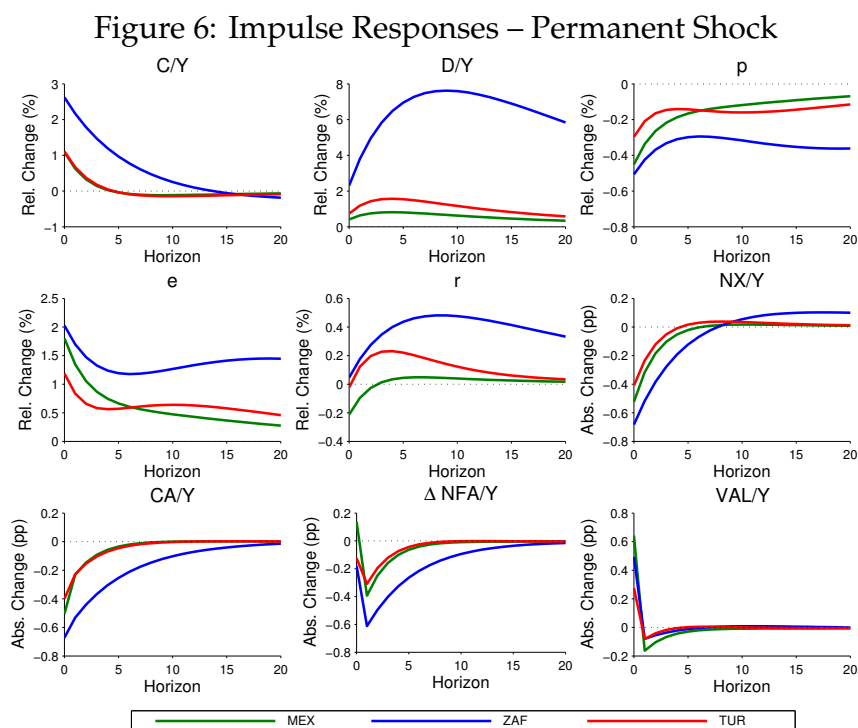 Figure 6: Impulse Responses – Permanent Shock
C/Y D/Y p
Rel. Change (%)
3
2
1
0
−1
0 5 10 15 20
Horizon
Rel. Change (%)
8
6
4
2
0
0 5 10 15 20
Horizon
Rel. Change (%)
0
−0.2
−0.4
−0.6
−0.8
0 5 10 15 20
Horizon
e r NX/Y
Rel. Change (%)
2.5
2
1.5
1
0.5
0
0 5 10 15 20
Horizon
Rel. Change (%)
0.6
0.4
0.2
0
−0.2
−0.4
0 5 10 15 20
Horizon
Abs. Change (pp)
0.2
0
−0.2
−0.4
−0.6
−0.8
0 5 10 15 20
Horizon
CA/Y Δ NFA/Y VAL/Y
Abs. Change (pp)
0.2
0
−0.2
−0.4
−0.6
−0.8
0 5 10 15 20
Horizon
Abs. Change (pp)
0.2
0
−0.2
−0.4
−0.6
−0.8
0 5 10 15 20
Horizon
Abs. Change (pp)
0.8
0.6
0.4
0.2
0
−0.2
0 5 10 15 20
Horizon
MEX ZAF TUR